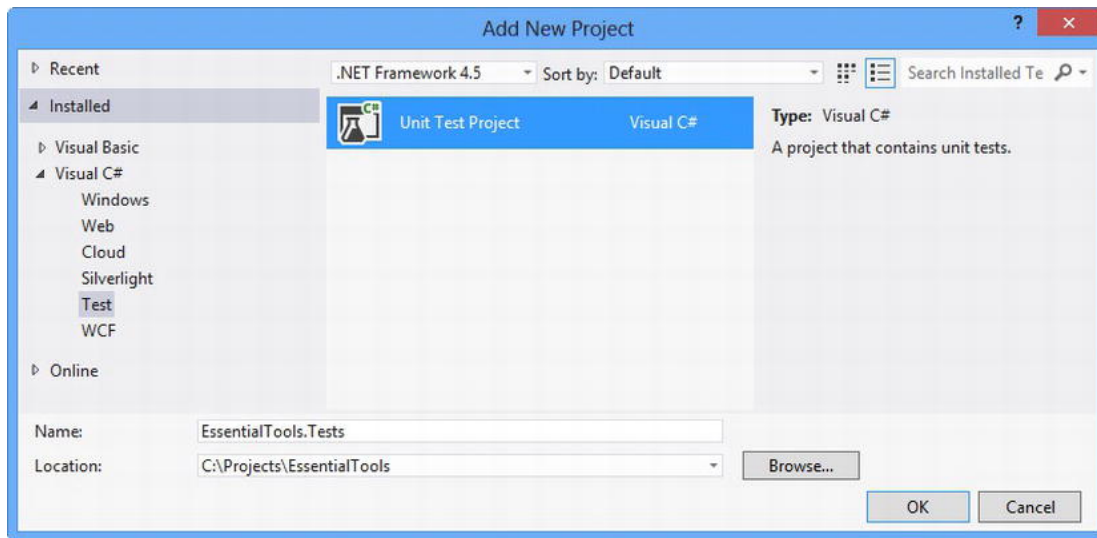 Add New Project
?
×
Recent
.NET Framework 4.5
Sort by: Default
Search Installed Te
Installed
Visual Basic
Visual C#
Windows
Web
Cloud
Silverlight
Test
WCF
Online
C#
Unit Test Project Visual C#
Type: Visual C#
A project that contains unit tests.
Name: EssentialTools.Tests
Location: C:\Projects\EssentialTools
Browse...
OK
Cancel